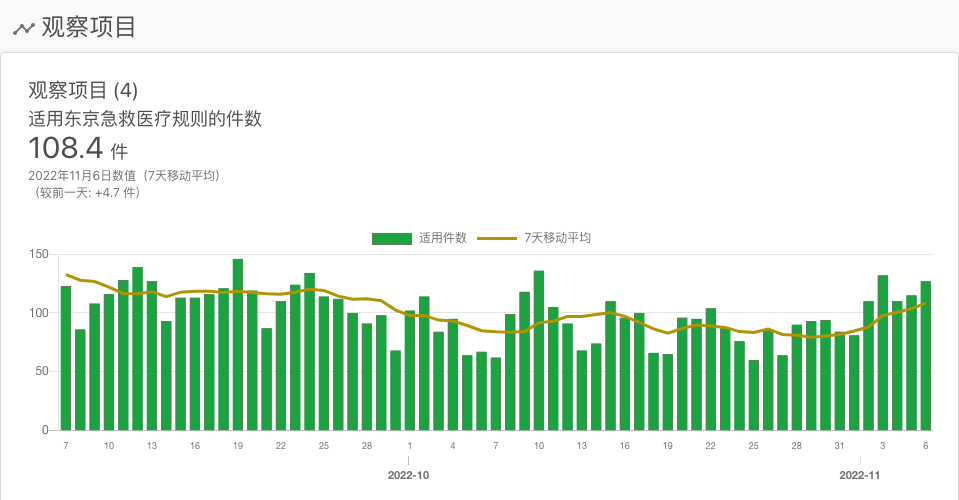 观察项目
观察项目 (4)
适用东京急救医疗规则的件数
108.4 件
2022年11月6日数值（7天移动平均）
（较前一天: +4.7 件）
适用件数 7天移动平均
150
100
50
0
7 10 13 16 19 22 25 28 1 4 7 10 13 16 19 22 25 28 31 3 6
2022-10 2022-11